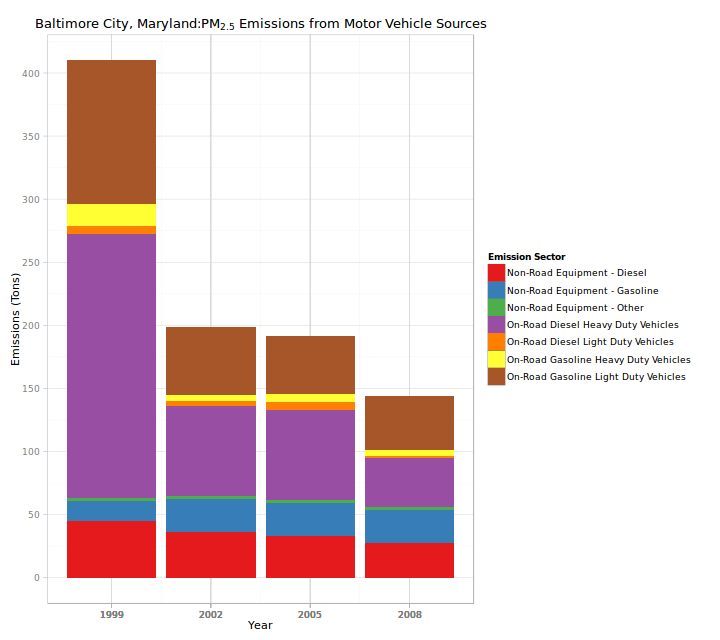 Baltimore City, Maryland:PM2.5 Emissions from Motor Vehicle Sources
400
350
300
250
200
150
100
50
0
Emissions (Tons)
1999 2002 2005 2008
Year
Emission Sector
Non-Road Equipment - Diesel
Non-Road Equipment - Gasoline
Non-Road Equipment - Other
On-Road Diesel Heavy Duty Vehicles
On-Road Diesel Light Duty Vehicles
On-Road Gasoline Heavy Duty Vehicles
On-Road Gasoline Light Duty Vehicles